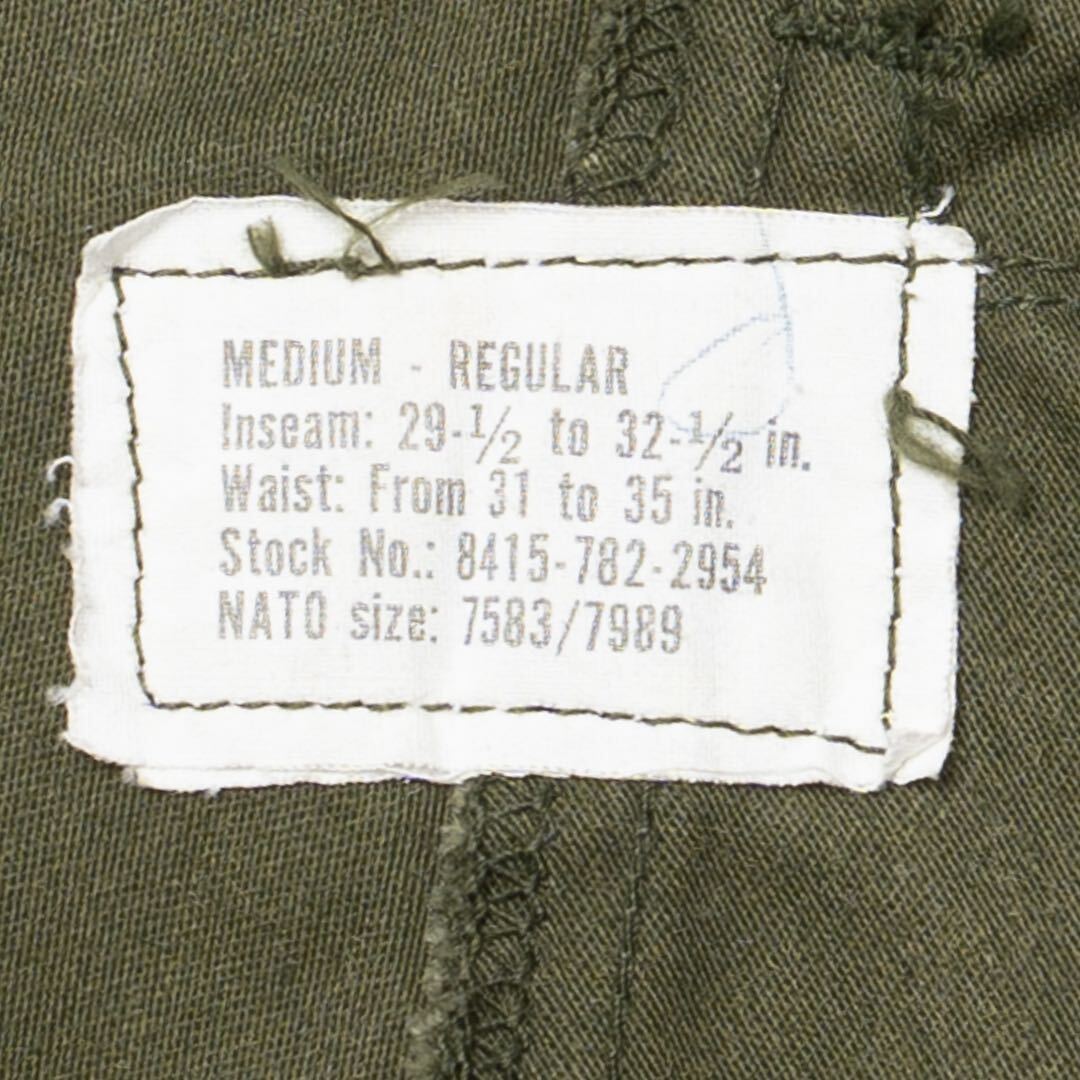 MEDIUM - REGULAR
Inseam: 29-1/2 to 32-1/2 in.
Waist: From 31 to 35 in.
Stock No.: 8415-782-2954
NATO size: 7583/7989